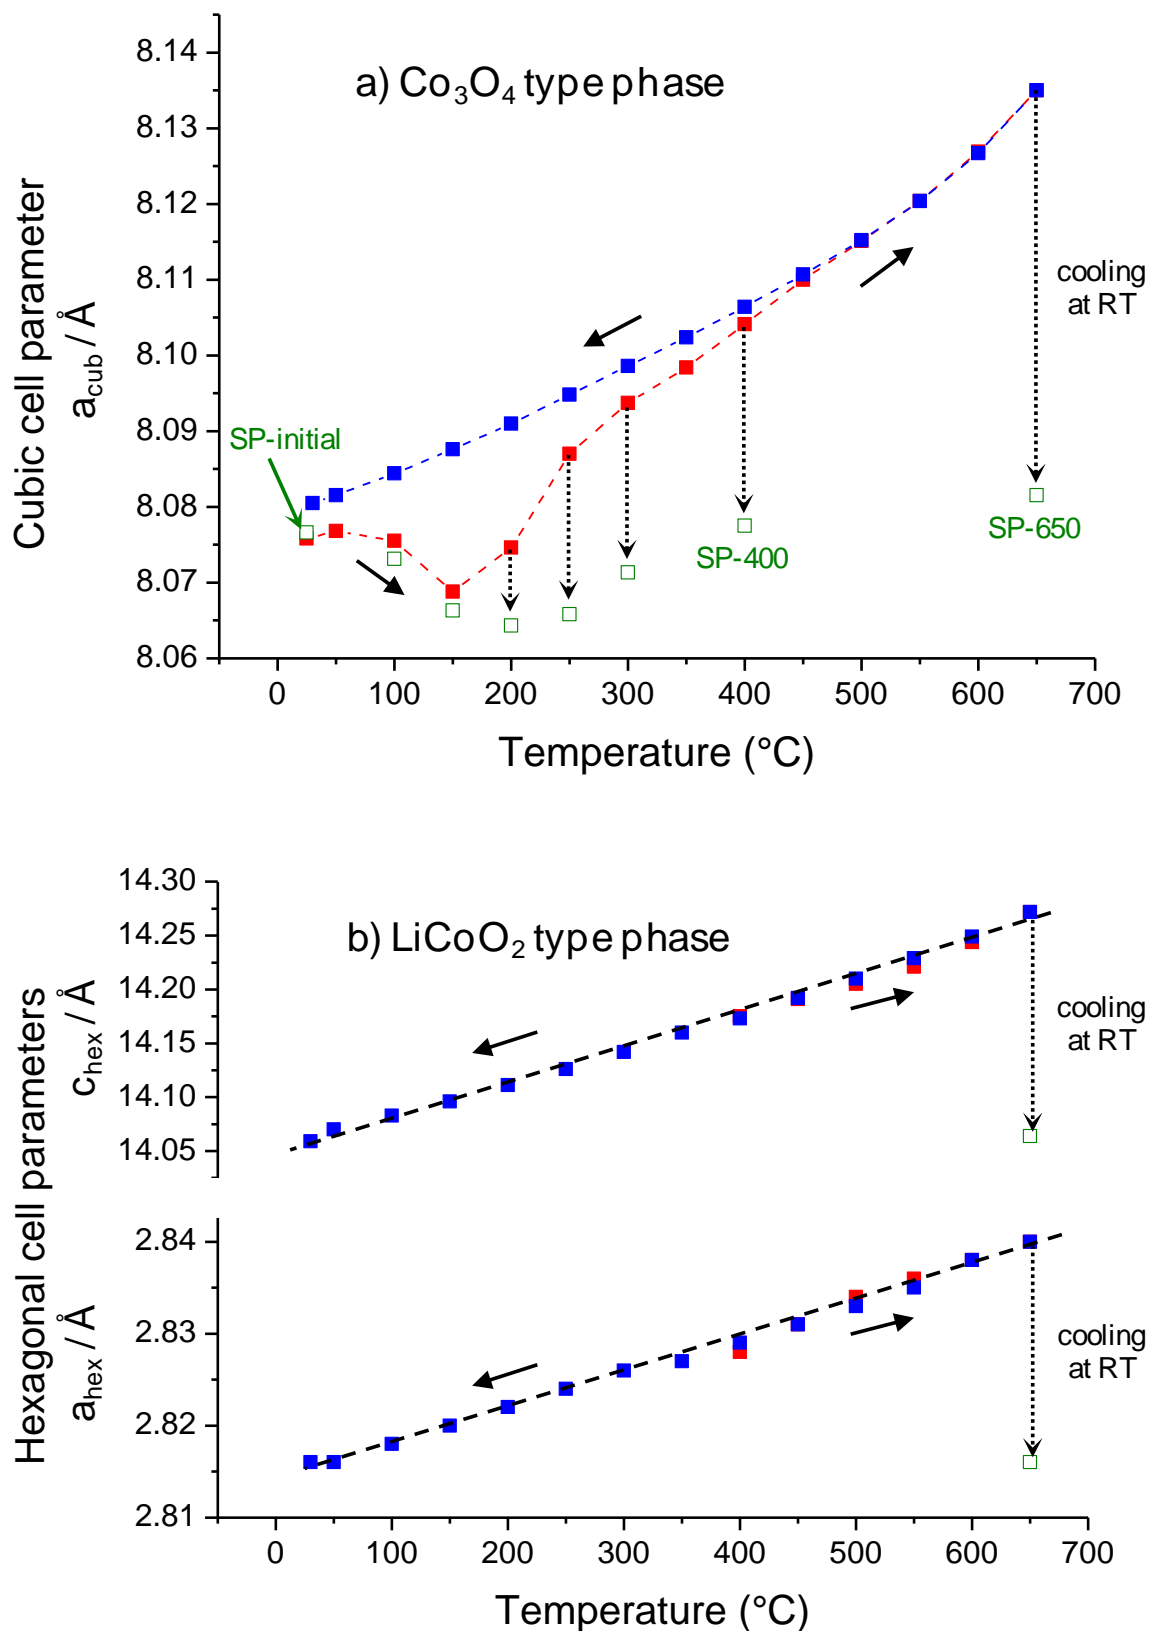 a) Co₃O₄ type phase
Cubic cell parameter
a_cub / Å
8.14
8.13
8.12
8.11
8.10
8.09
8.08
8.07
8.06
SP-initial
cooling
at RT
SP-400
SP-650
0 100 200 300 400 500 600 700
Temperature (°C)
b) LiCoO₂ type phase
Hexagonal cell parameters
c_hex / Å
14.30
14.25
14.20
14.15
14.10
14.05
cooling
at RT
a_hex / Å
2.84
2.83
2.82
2.81
cooling
at RT
0 100 200 300 400 500 600 700
Temperature (°C)